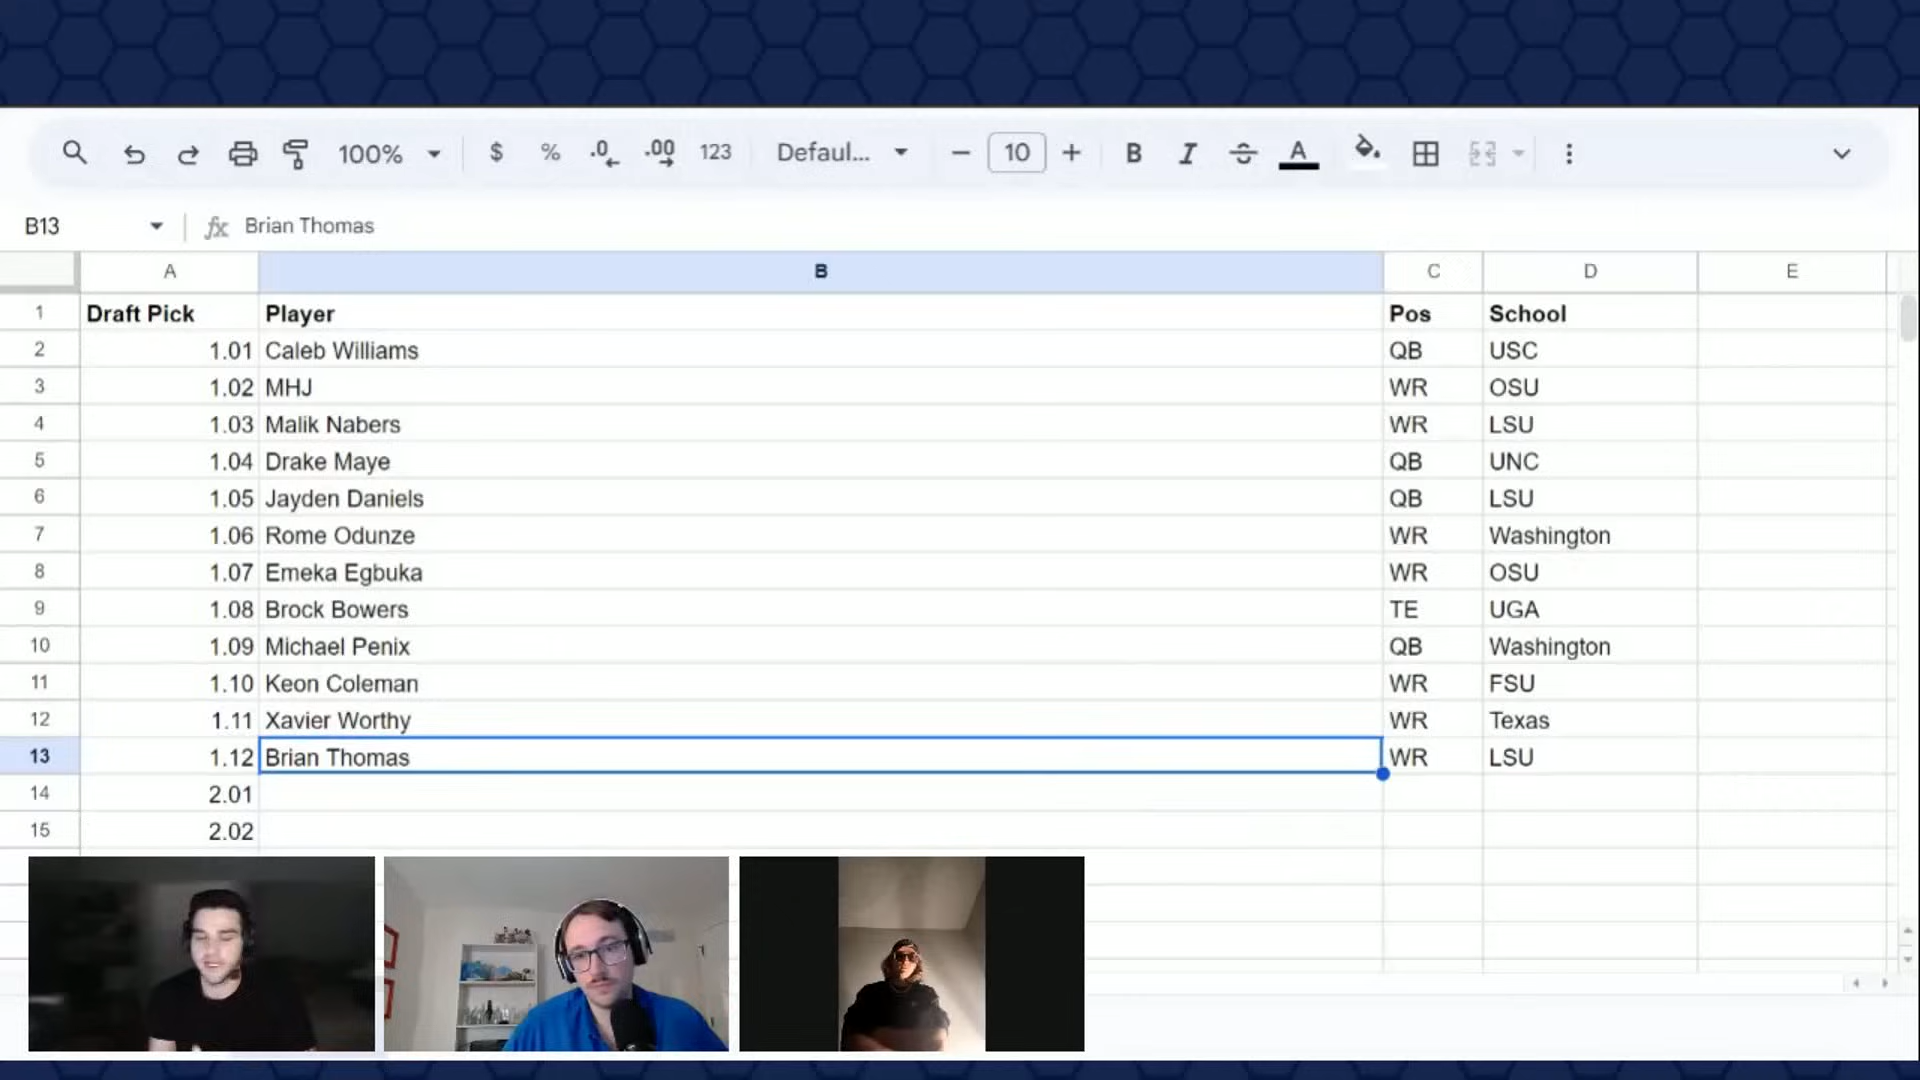 100% $ % .0 .00 123 Defaul... 10 B I S A
B13 fx Brian Thomas
A B C D E
1 Draft Pick Player Pos School
2 1.01 Caleb Williams QB USC
3 1.02 MHJ WR OSU
4 1.03 Malik Nabers WR LSU
5 1.04 Drake Maye QB UNC
6 1.05 Jayden Daniels QB LSU
7 1.06 Rome Odunze WR Washington
8 1.07 Emeka Egbuka WR OSU
9 1.08 Brock Bowers TE UGA
10 1.09 Michael Penix QB Washington
11 1.10 Keon Coleman WR FSU
12 1.11 Xavier Worthy WR Texas
13 1.12 Brian Thomas WR LSU
14 2.01
15 2.02